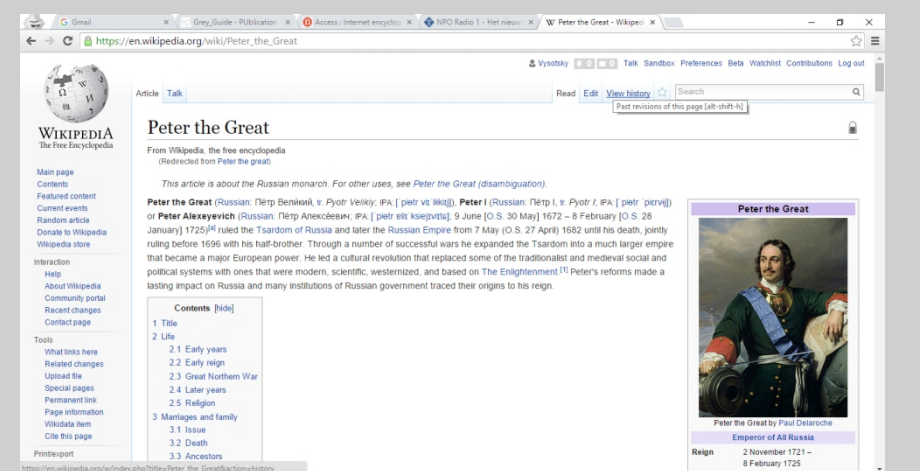 Gmail
Grey_Guide - PUblication
Access : Internet encyclop
NPO Radio 1 - Het nieuws
W Peter the Great - Wikiped
https://en.wikipedia.org/wiki/Peter_the_Great
Vysotsky 0 0 Talk Sandbox Preferences Beta Watchlist Contributions Log out
Article Talk Read Edit View history Search
Past revisions of this page [alt-shift-h]
WIKIPEDIA
The Free Encyclopedia
Main page
Contents
Featured content
Current events
Random article
Donate to Wikipedia
Wikipedia store
Interaction
Help
About Wikipedia
Community portal
Recent changes
Contact page
Tools
What links here
Related changes
Upload file
Special pages
Permanent link
Page information
Wikidata item
Cite this page
Print/export
Peter the Great
From Wikipedia, the free encyclopedia
(Redirected from Peter the great)
This article is about the Russian monarch. For other uses, see Peter the Great (disambiguation).
Peter the Great (Russian: Пётр Вели́кий, tr. Pyotr Velikiy; IPA: Peter I (Russian: Пётр I, tr. Pyotr I; IPA:
or Peter Alexeyevich (Russian: Пётр Алексе́евич; IPA: 9 June [O.S. 30 May] 1672 – 8 February [O.S. 28
January] 1725)[a] ruled the Tsardom of Russia and later the Russian Empire from 7 May (O.S. 27 April) 1682 until his death, jointly
ruling before 1696 with his half-brother. Through a number of successful wars he expanded the Tsardom into a much larger empire
that became a major European power. He led a cultural revolution that replaced some of the traditionalist and medieval social and
political systems with ones that were modern, scientific, westernized, and based on The Enlightenment.[1] Peter's reforms made a
lasting impact on Russia and many institutions of Russian government traced their origins to his reign.
Contents [hide]
1 Title
2 Life
2.1 Early years
2.2 Early reign
2.3 Great Northern War
2.4 Later years
2.5 Religion
3 Marriages and family
3.1 Issue
3.2 Death
3.3 Ancestors
Peter the Great
Peter the Great by Paul Delaroche
Emperor of All Russia
Reign 2 November 1721 –
8 February 1725
https://en.wikipedia.org/w/index.php?title=Peter_the_Great&action=history